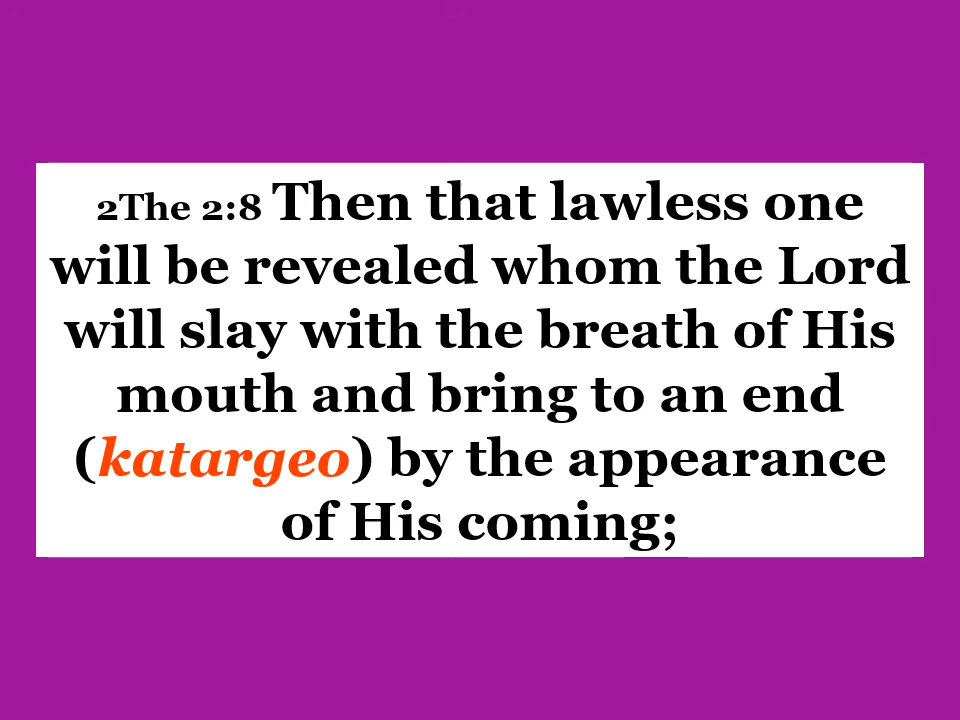 2The 2:8 Then that lawless one
will be revealed whom the Lord
will slay with the breath of His
mouth and bring to an end
(katargeo) by the appearance
of His coming;